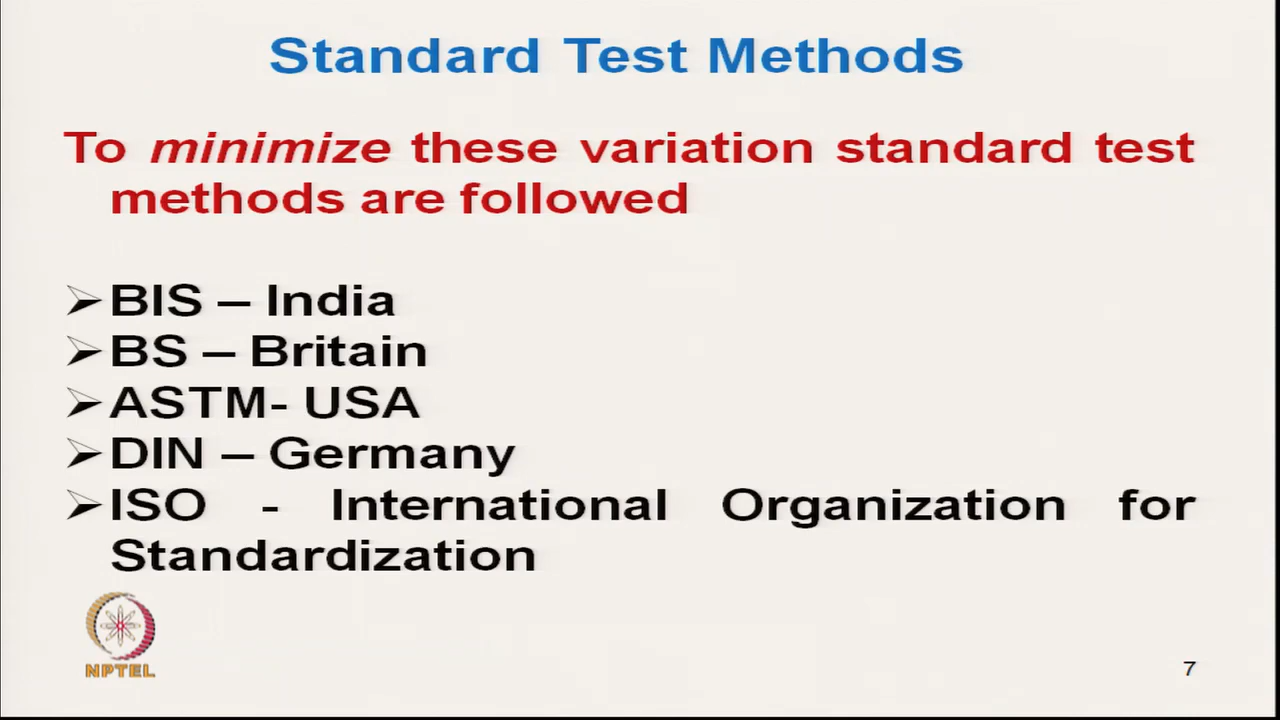 Standard Test Methods
To minimize these variation standard test
methods are followed
➢BIS – India
➢BS – Britain
➢ASTM- USA
➢DIN – Germany
➢ISO - International Organization for
Standardization
NPTEL
7